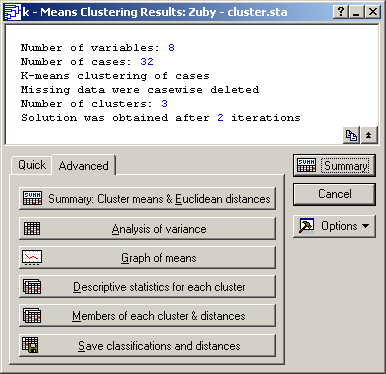 k - Means Clustering Results: Zuby - cluster.sta
Number of variables: 8
Number of cases: 32
K-means clustering of cases
Missing data were casewise deleted
Number of clusters: 3
Solution was obtained after 2 iterations
Quick
Advanced
Summary
Cancel
Options
Summary: Cluster means & Euclidean distances
Analysis of variance
Graph of means
Descriptive statistics for each cluster
Members of each cluster & distances
Save classifications and distances